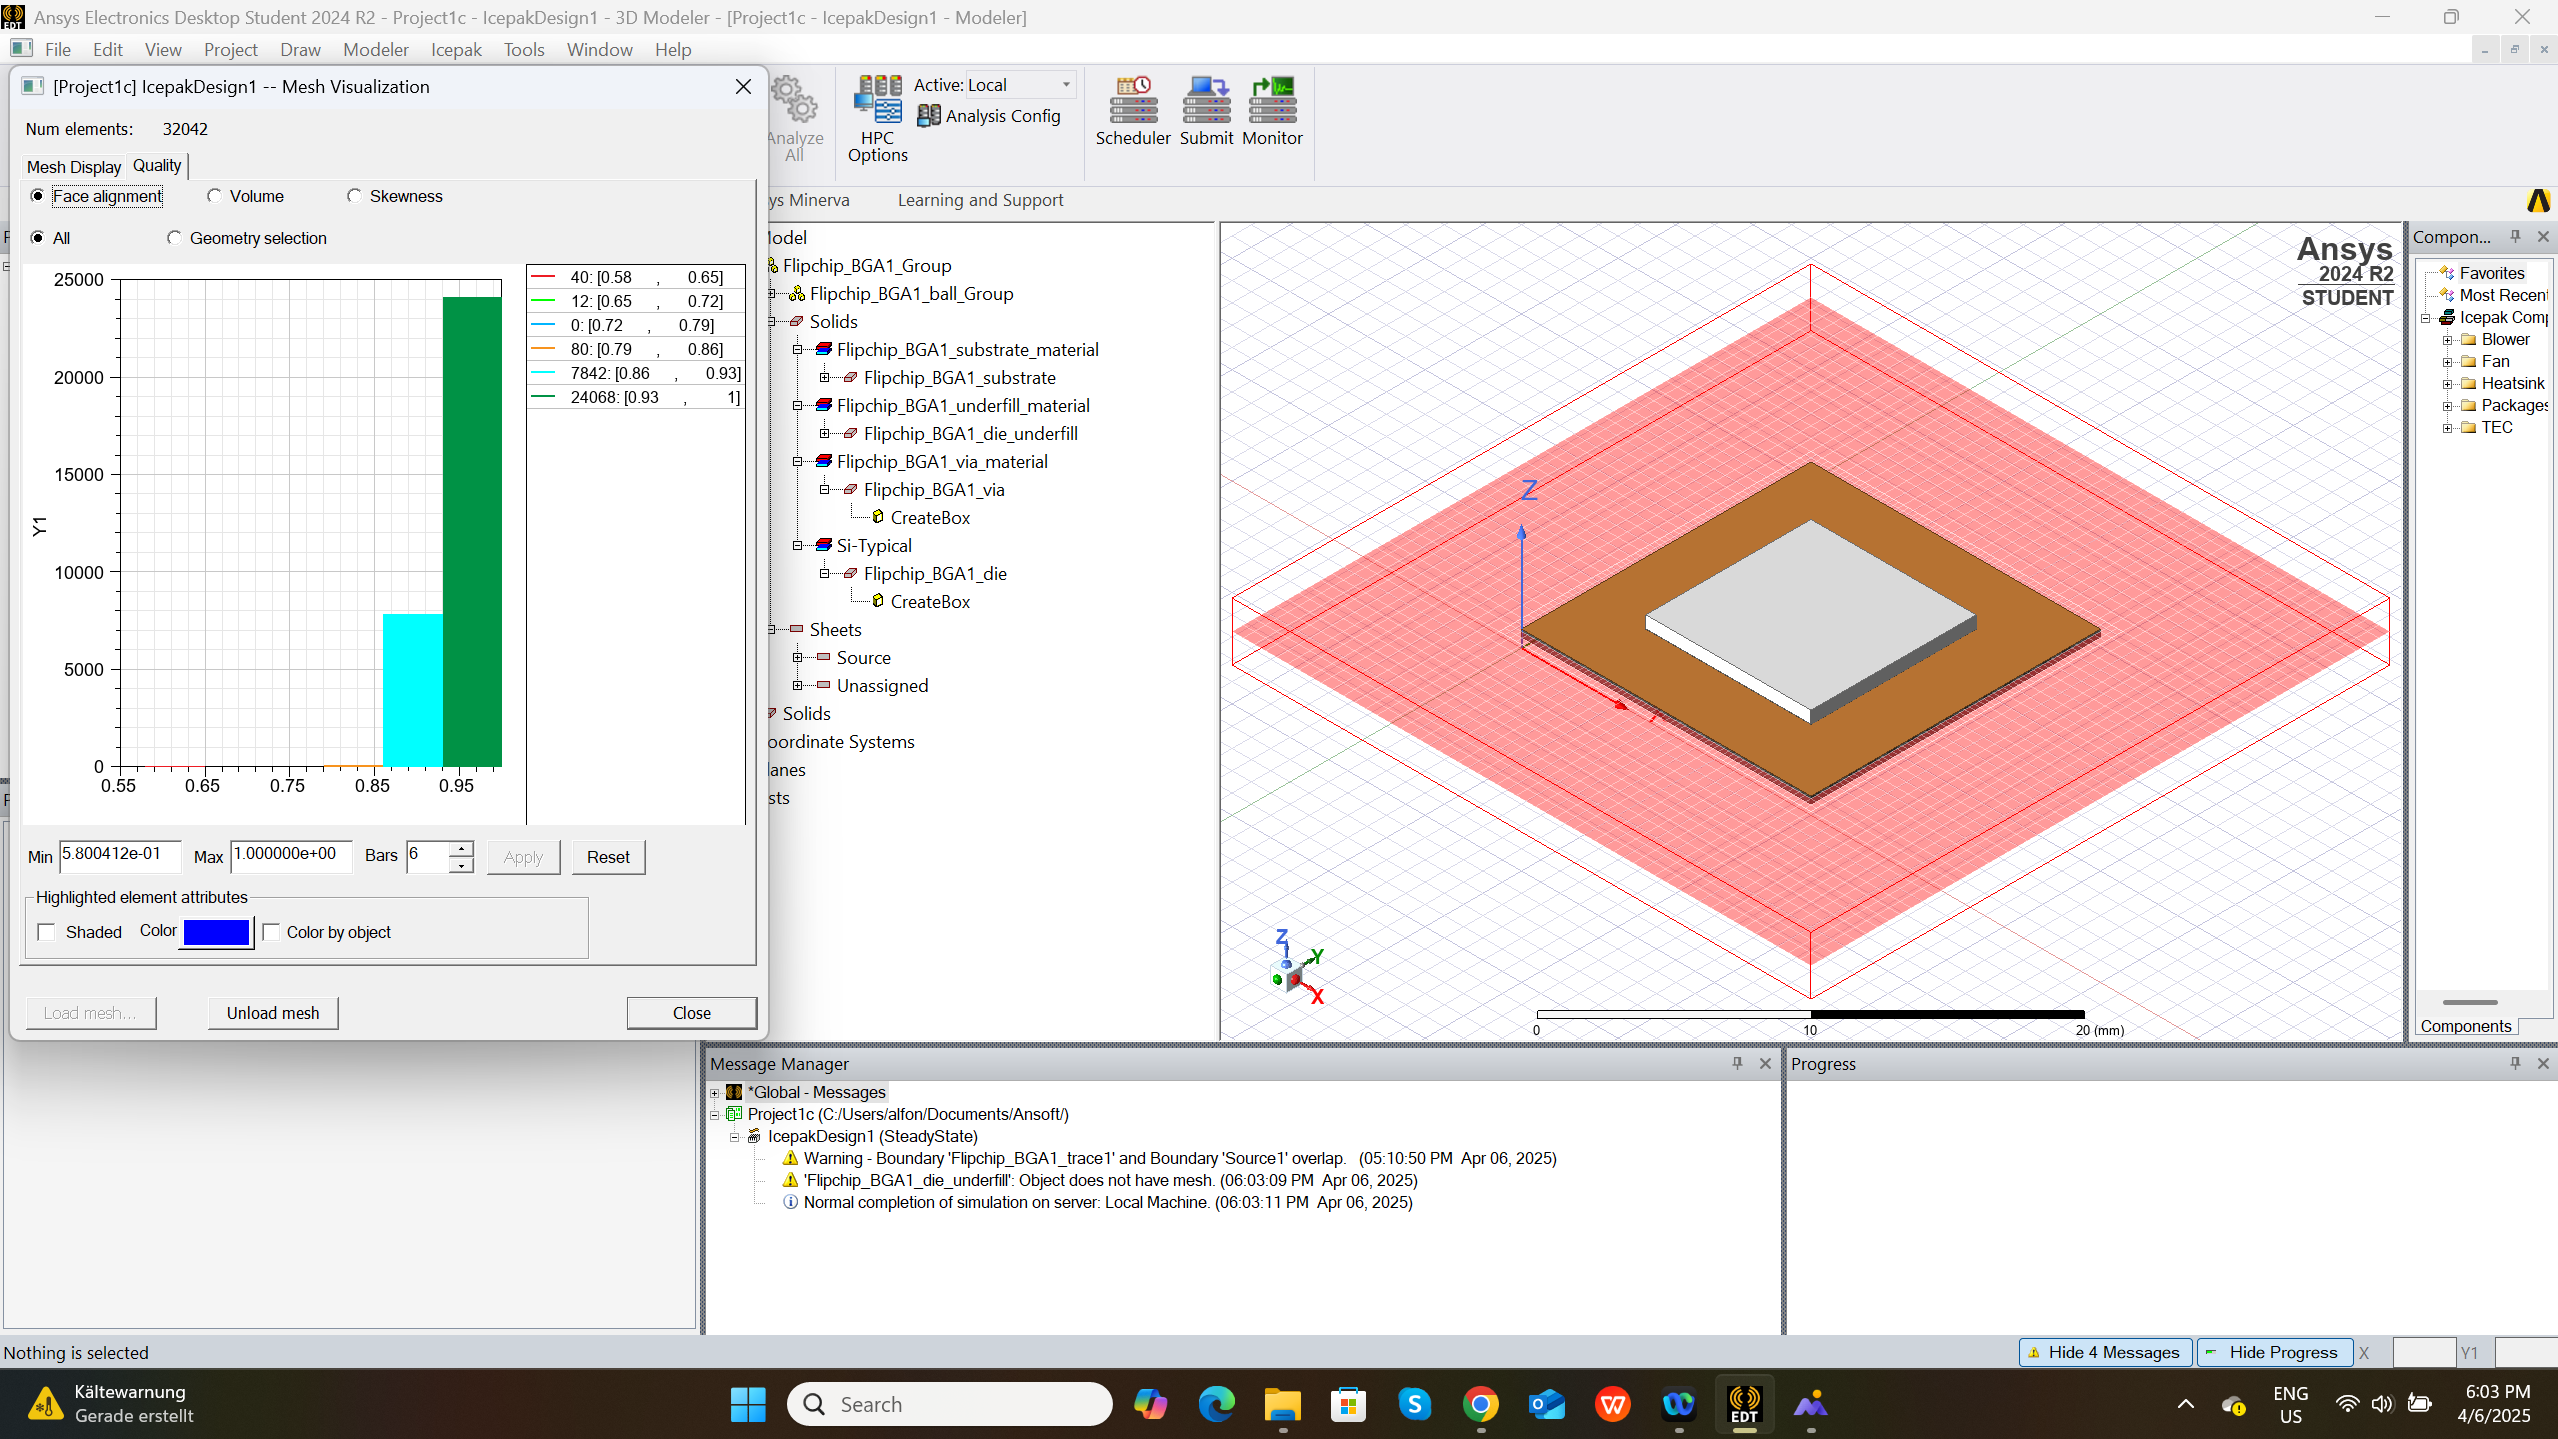 Ansys Electronics Desktop Student 2024 R2 - Project1c - IcepakDesign1 - 3D Modeler - [Project1c - IcepakDesign1 - Modeler]
File Edit View Project Draw Modeler Icepak Tools Window Help
[Project1c] IcepakDesign1 -- Mesh Visualization
Num elements: 32042
Mesh Display Quality
Face alignment Volume Skewness
All Geometry selection
25000
20000
15000
10000
5000
0
Y1
0.55 0.65 0.75 0.85 0.95
40: [0.58 , 0.65]
12: [0.65 , 0.72]
0: [0.72 , 0.79]
80: [0.79 , 0.86]
7842: [0.86 , 0.93]
24068: [0.93 , 1]
Min 5.800412e-01 Max 1.000000e+00 Bars 6 Apply Reset
Highlighted element attributes
Shaded Color Color by object
Load mesh... Unload mesh Close
Analyze All
HPC Options
Active: Local
Analysis Config
Scheduler Submit Monitor
ys Minerva Learning and Support
odel
Flipchip_BGA1_Group
Flipchip_BGA1_ball_Group
Solids
Flipchip_BGA1_substrate_material
Flipchip_BGA1_substrate
Flipchip_BGA1_underfill_material
Flipchip_BGA1_die_underfill
Flipchip_BGA1_via_material
Flipchip_BGA1_via
CreateBox
Si-Typical
Flipchip_BGA1_die
CreateBox
Sheets
Source
Unassigned
Solids
oordinate Systems
lanes
sts
Ansys
2024 R2
STUDENT
Z
Z
Y
X
0 10 20 (mm)
Compon...
Favorites
Most Recent
Icepak Comp
Blower
Fan
Heatsink
Packages
TEC
Components
Message Manager
*Global - Messages
Project1c (C:/Users/alfon/Documents/Ansoft/)
IcepakDesign1 (SteadyState)
Warning - Boundary 'Flipchip_BGA1_trace1' and Boundary 'Source1' overlap. (05:10:50 PM Apr 06, 2025)
'Flipchip_BGA1_die_underfill': Object does not have mesh. (06:03:09 PM Apr 06, 2025)
Normal completion of simulation on server: Local Machine. (06:03:11 PM Apr 06, 2025)
Progress
Nothing is selected
Hide 4 Messages Hide Progress X Y1
Kältewarnung
Gerade erstellt
Search
EDT
ENG
US
6:03 PM
4/6/2025